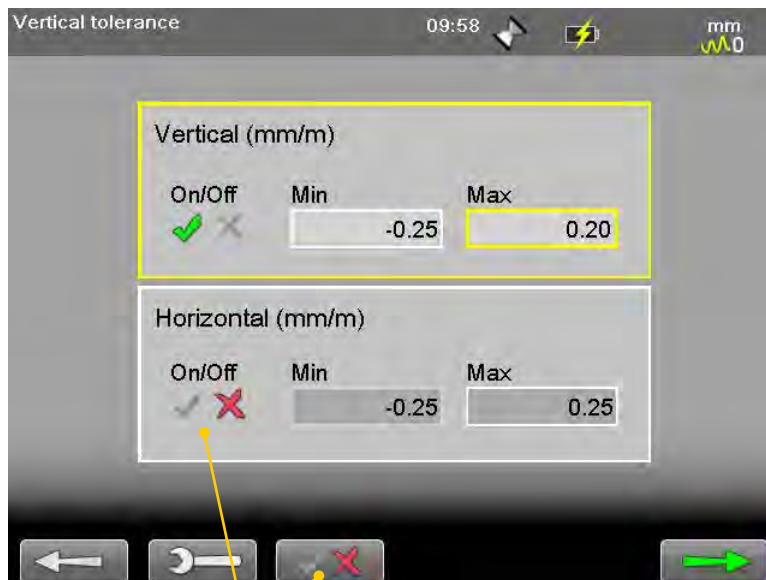 Vertical tolerance 09:58 mm
0
Vertical (mm/m)
On/Off Min Max
-0.25 0.20
Horizontal (mm/m)
On/Off Min Max
-0.25 0.25